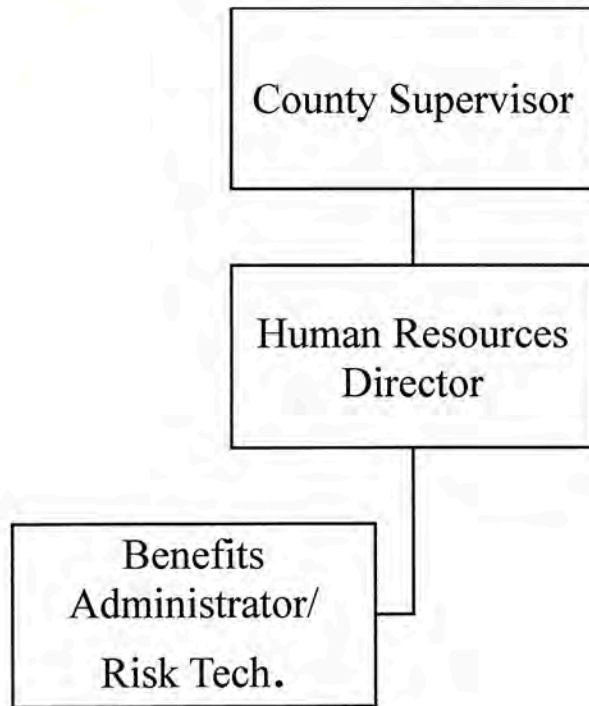 County Supervisor
Human Resources
Director
Benefits
Administrator/
Risk Tech.